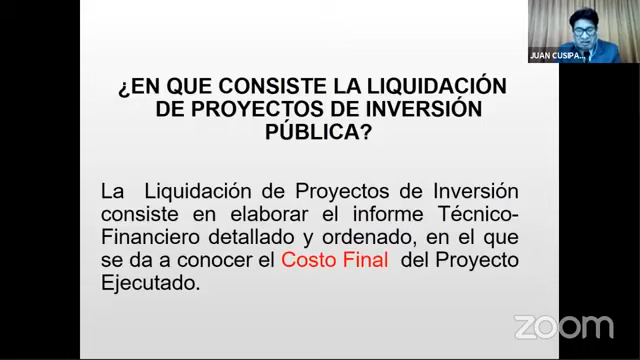 ¿EN QUE CONSISTE LA LIQUIDACIÓN
DE PROYECTOS DE INVERSIÓN
PÚBLICA?
La Liquidación de Proyectos de Inversión
consiste en elaborar el informe Técnico-
Financiero detallado y ordenado, en el que
se da a conocer el Costo Final del Proyecto
Ejecutado.
JUAN CUSIPA...
zoom